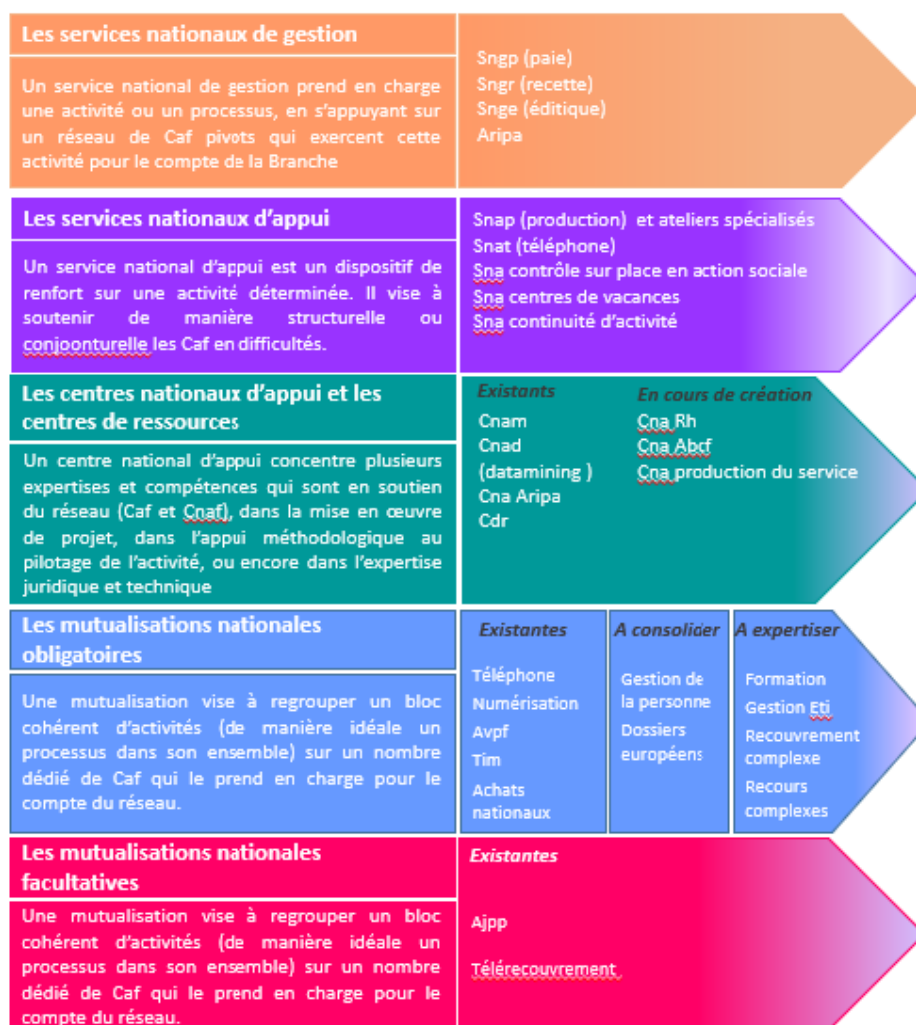 Les services nationaux de gestion
Un service national de gestion prend en charge
une activité ou un processus, en s'appuyant sur
un réseau de Caf pivots qui exercent cette
activité pour le compte de la Branche
Sngp (paie)
Sngr (recette)
Snge (éditique)
Aripa
Les services nationaux d'appui
Un service national d'appui est un dispositif de
renfort sur une activité déterminée. Il vise à
soutenir de manière structurelle ou
conjoonturelle les Caf en difficultés.
Snap (production) et ateliers spécialisés
Snat (téléphone)
Sna contrôle sur place en action sociale
Sna centres de vacances
Sna continuité d'activité
Les centres nationaux d'appui et les
centres de ressources
Un centre national d'appui concentre plusieurs
expertises et compétences qui sont en soutien
du réseau (Caf et Cnaf), dans la mise en œuvre
de projet, dans l'appui méthodologique au
pilotage de l'activité, ou encore dans l'expertise
juridique et technique
Existants
Cnam
Cnad
(datamining )
Cna Aripa
Cdr
En cours de création
Cna Rh
Cna Abcf
Cna production du service
Les mutualisations nationales
obligatoires
Une mutualisation vise à regrouper un bloc
cohérent d'activités (de manière idéale un
processus dans son ensemble) sur un nombre
dédié de Caf qui le prend en charge pour le
compte du réseau.
Existantes
Téléphone
Numérisation
Avpf
Tim
Achats
nationaux
A consolider
Gestion de
la personne
Dossiers
européens
A expertiser
Formation
Gestion Eti
Recouvrement
complexe
Recours
complexes
Les mutualisations nationales
facultatives
Une mutualisation vise à regrouper un bloc
cohérent d'activités (de manière idéale un
processus dans son ensemble) sur un nombre
dédié de Caf qui le prend en charge pour le
compte du réseau.
Existantes
Ajpp
Télérecouvrement